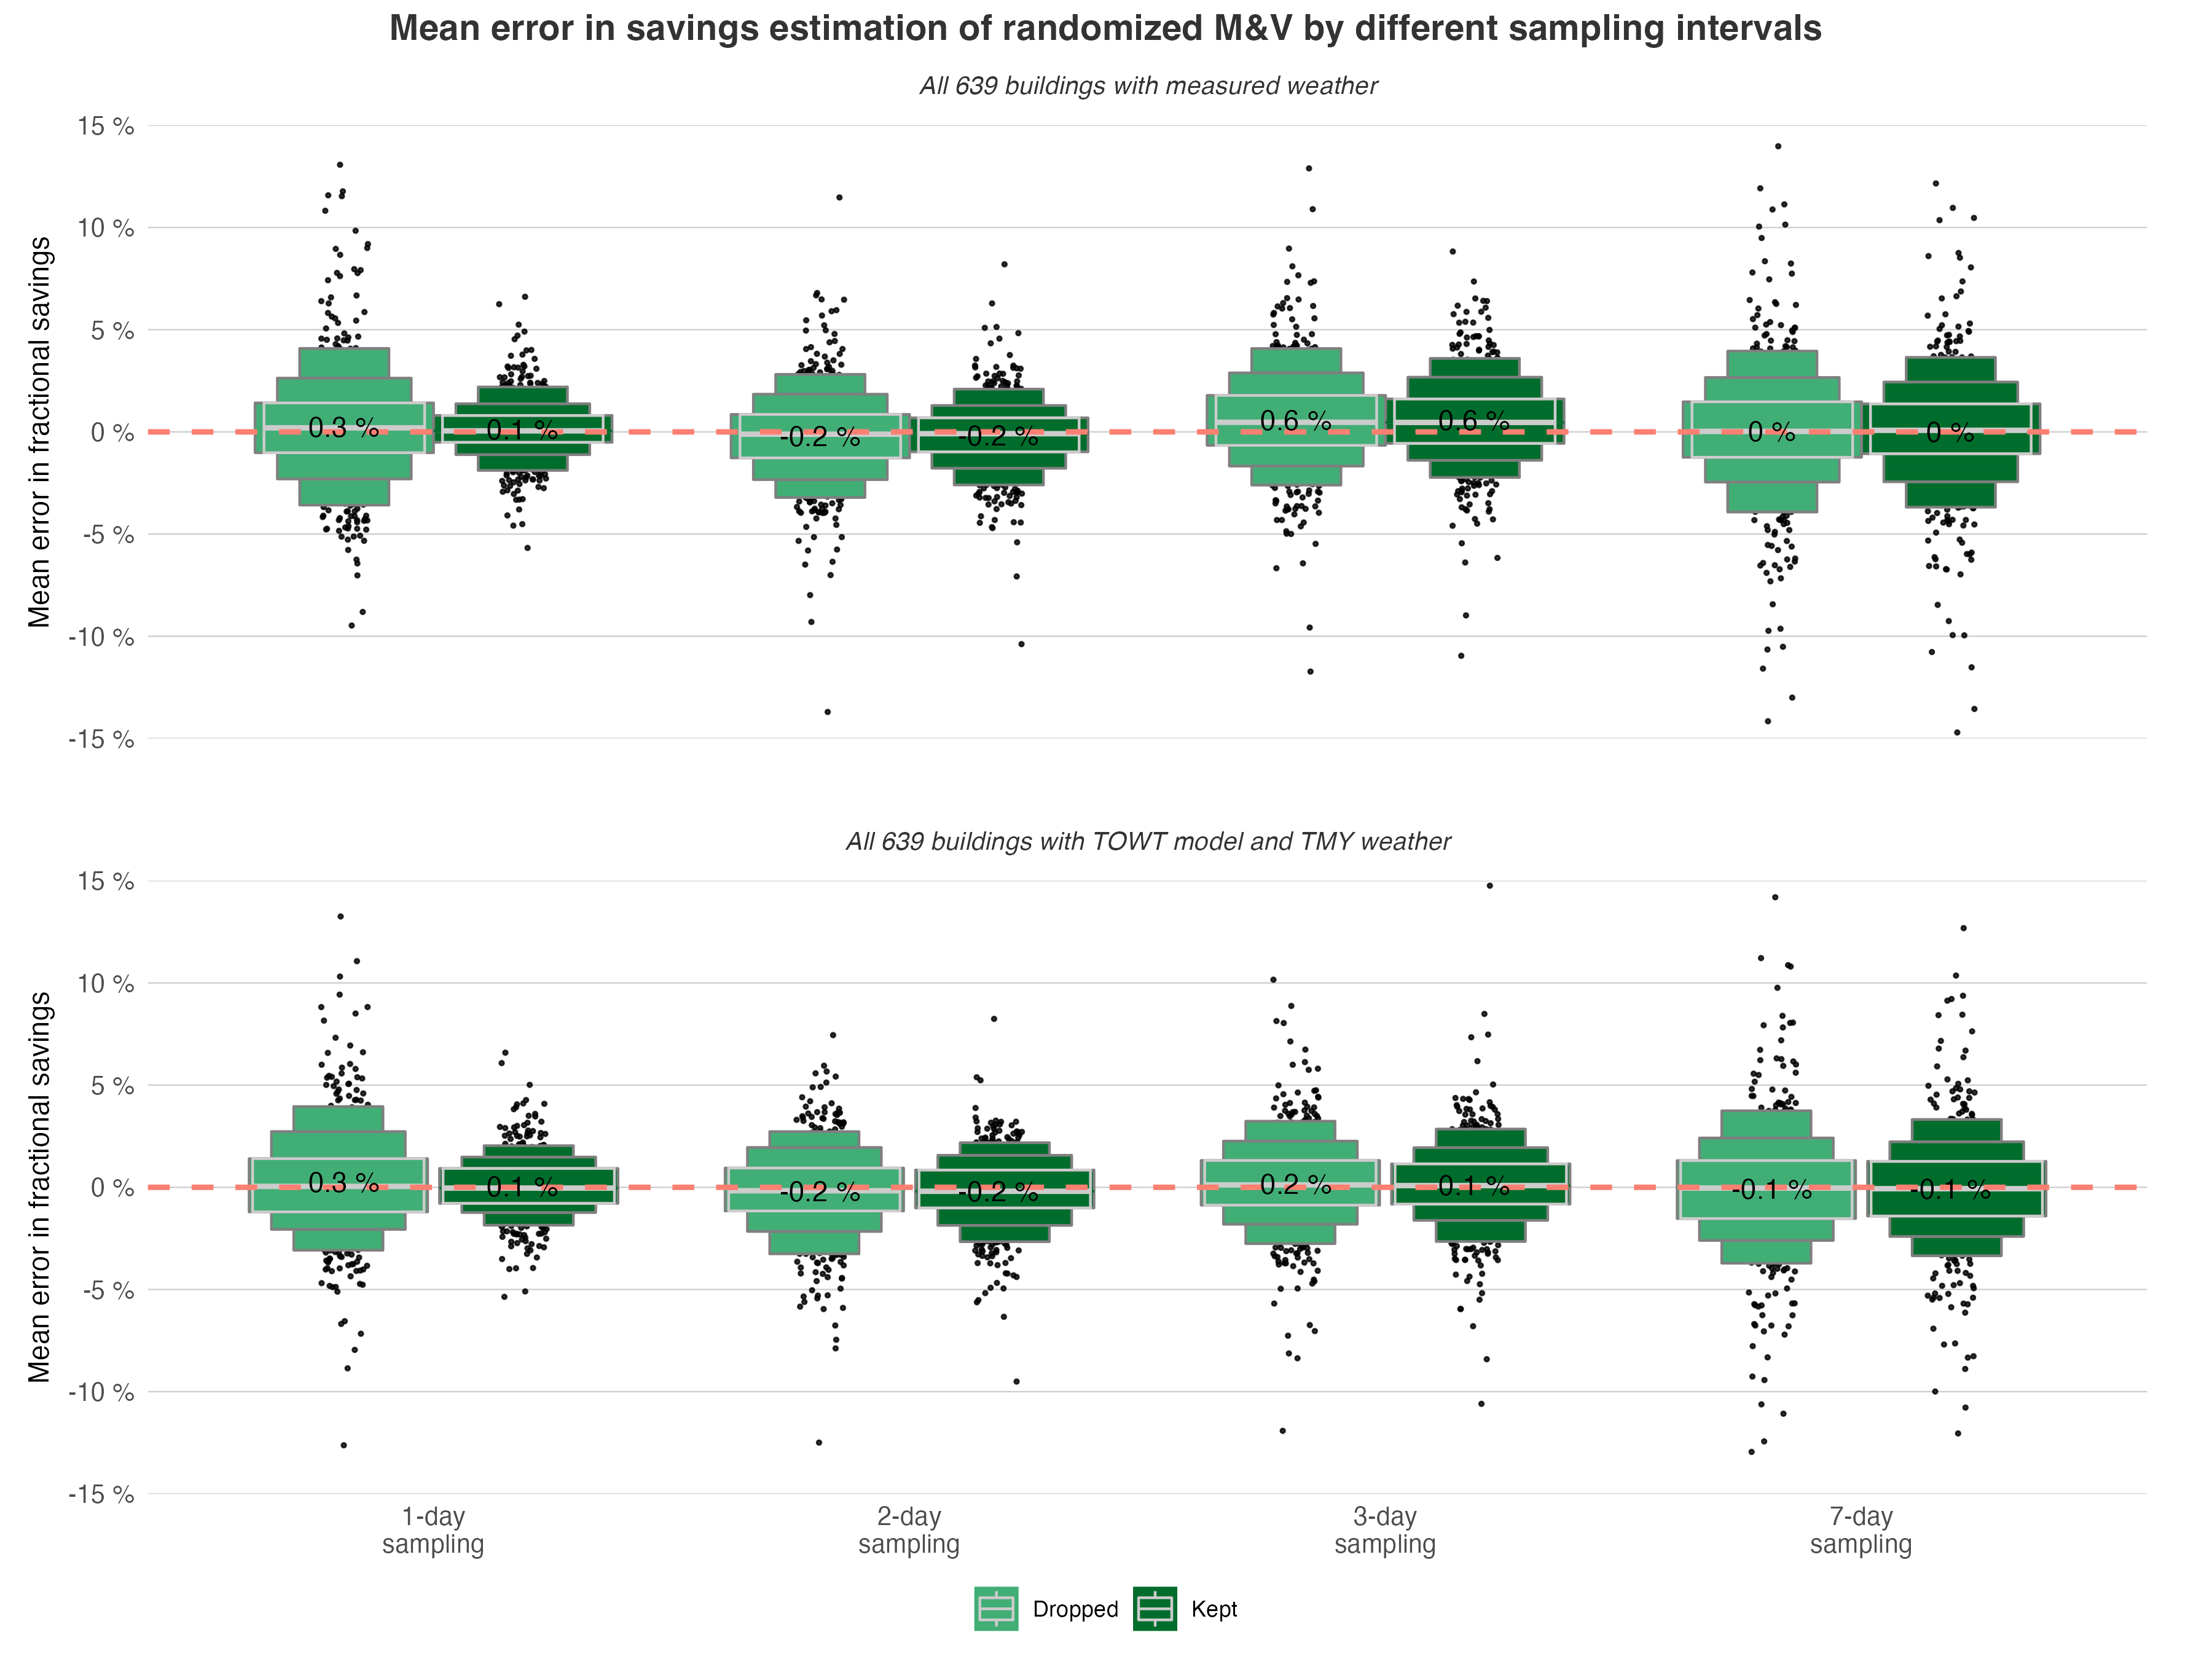 Mean error in savings estimation of randomized M&V by different sampling intervals
All 639 buildings with measured weather
Mean error in fractional savings
15 %
10 %
5 %
0 %
-5 %
-10 %
-15 %
0.3 %
0.1 %
-0.2 %
-0.2 %
0.6 %
0.6 %
0 %
0 %
All 639 buildings with TOWT model and TMY weather
Mean error in fractional savings
15 %
10 %
5 %
0 %
-5 %
-10 %
-15 %
0.3 %
0.1 %
-0.2 %
-0.2 %
0.2 %
0.1 %
-0.1 %
-0.1 %
1-day
sampling
2-day
sampling
3-day
sampling
7-day
sampling
Dropped
Kept